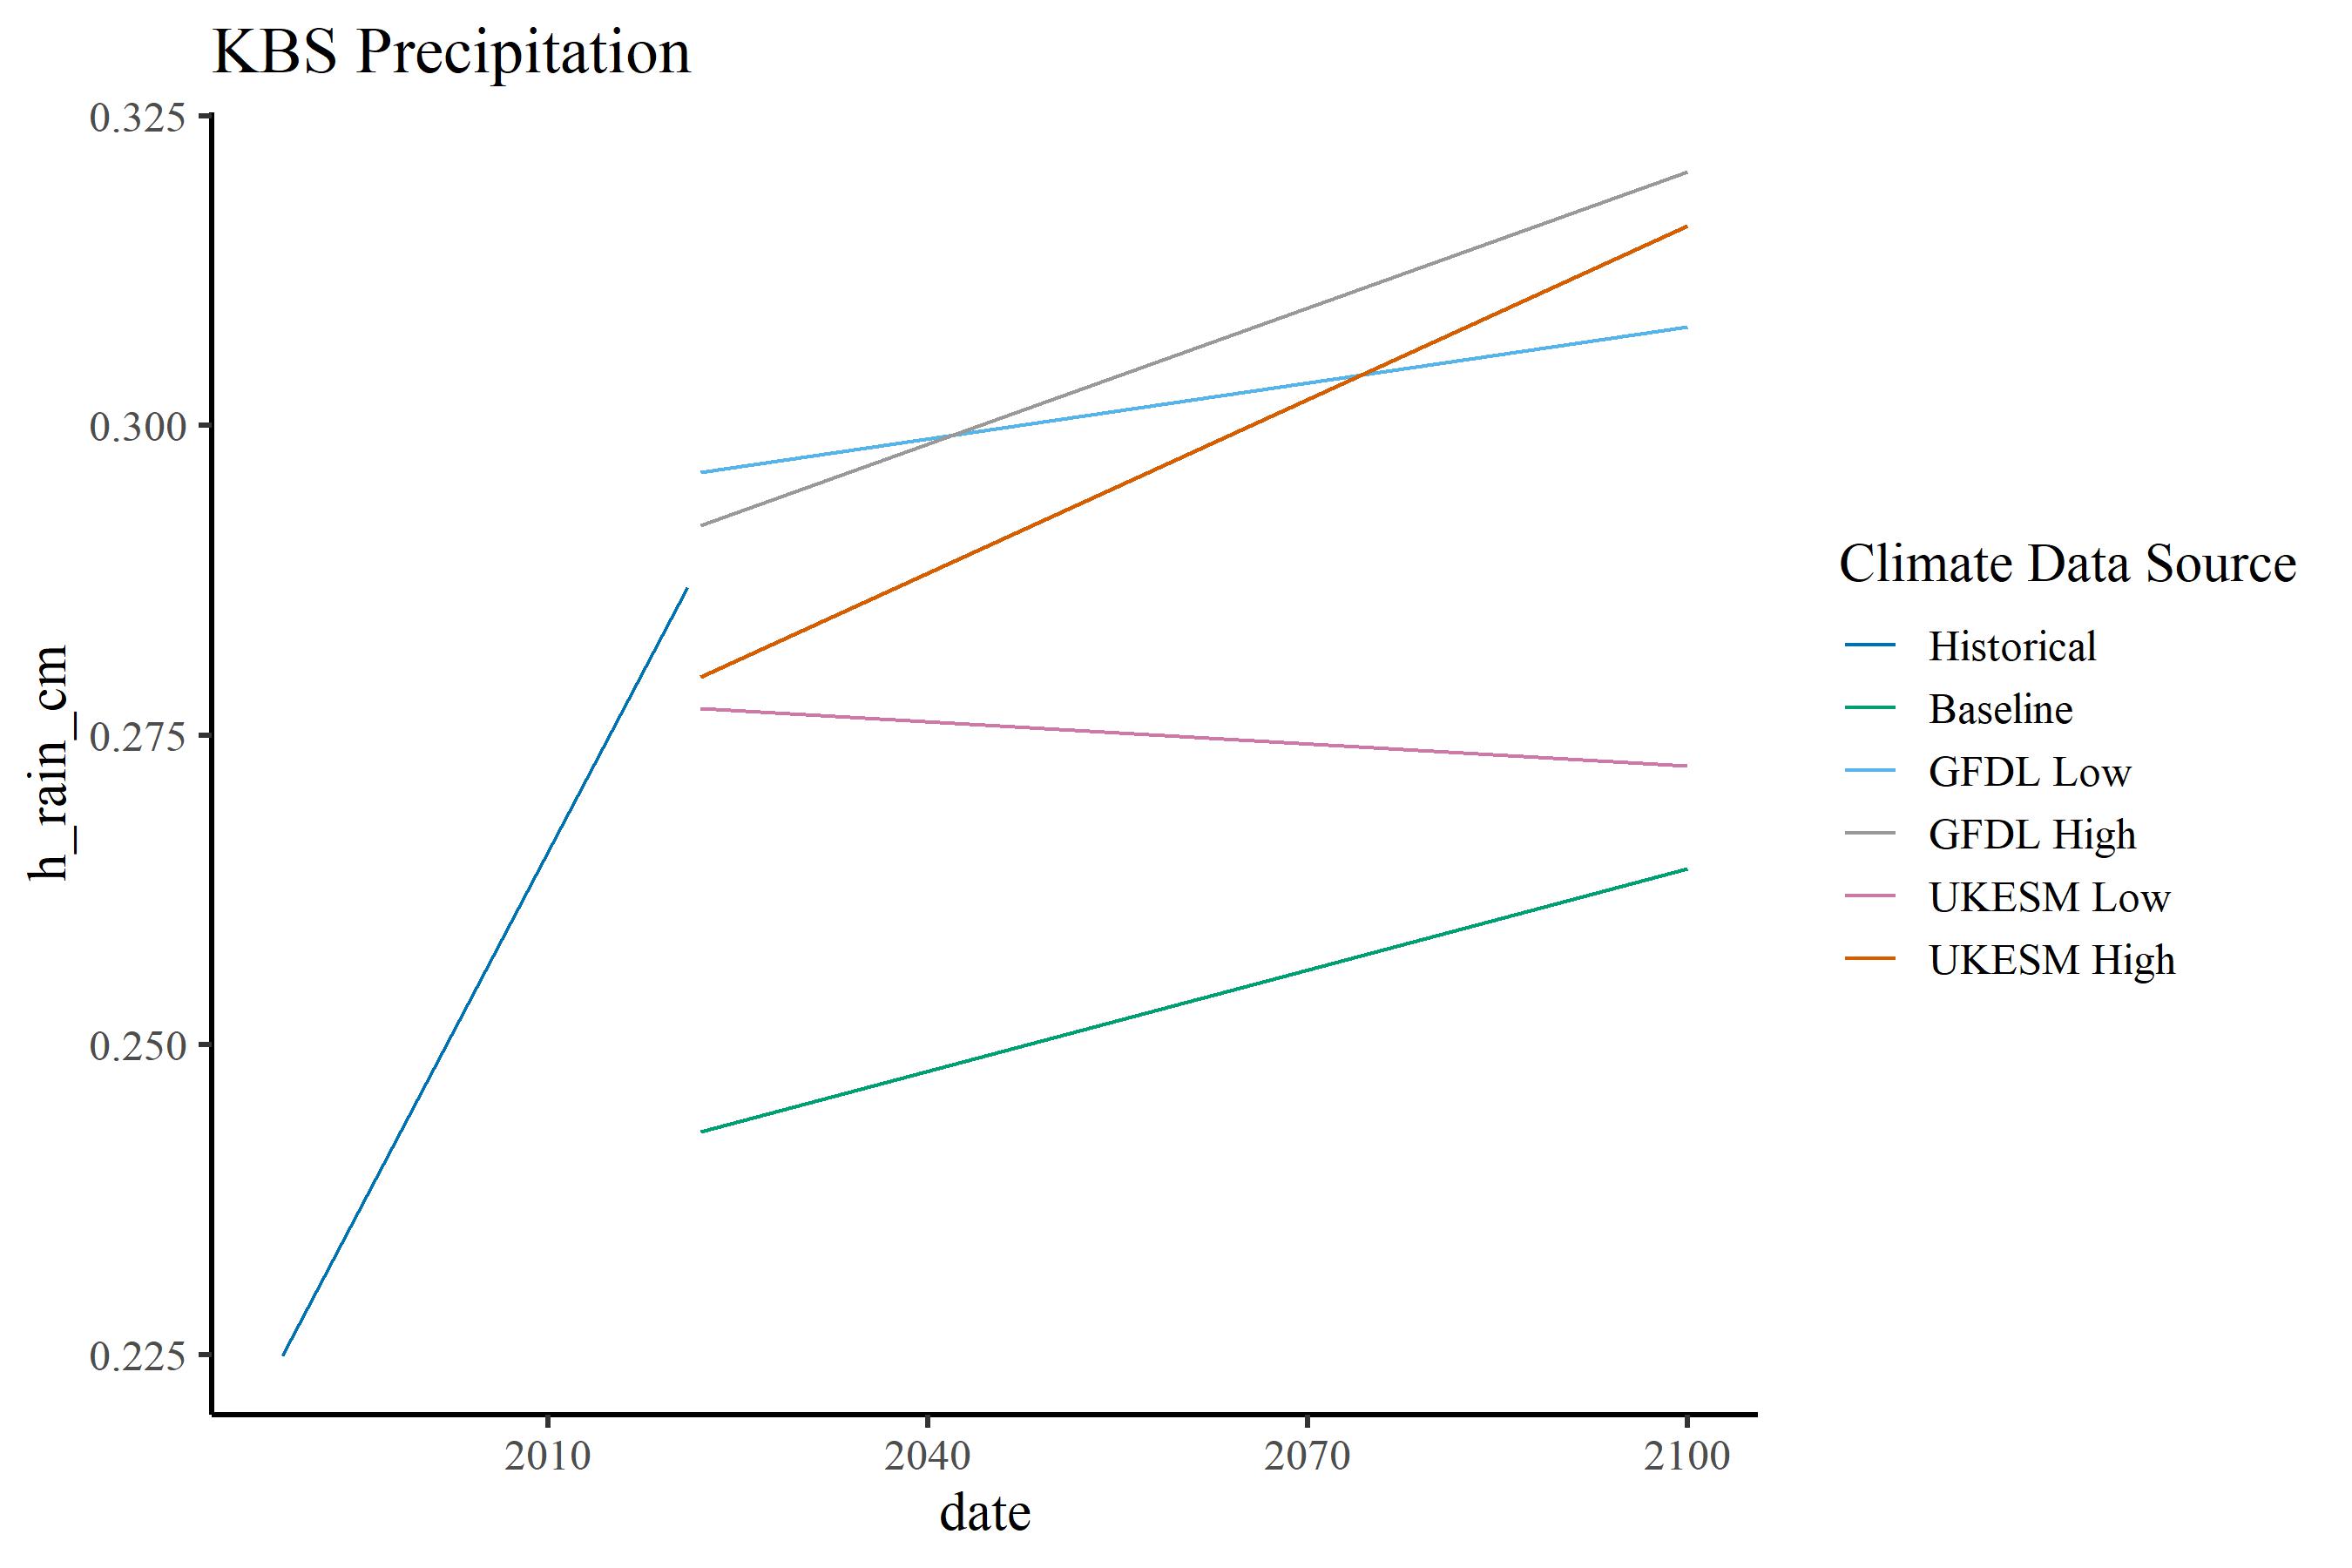 KBS Precipitation
0.325
0.300
0.275
0.250
0.225
h_rain_cm
2010 2040 2070 2100
date
Climate Data Source
Historical
Baseline
GFDL Low
GFDL High
UKESM Low
UKESM High